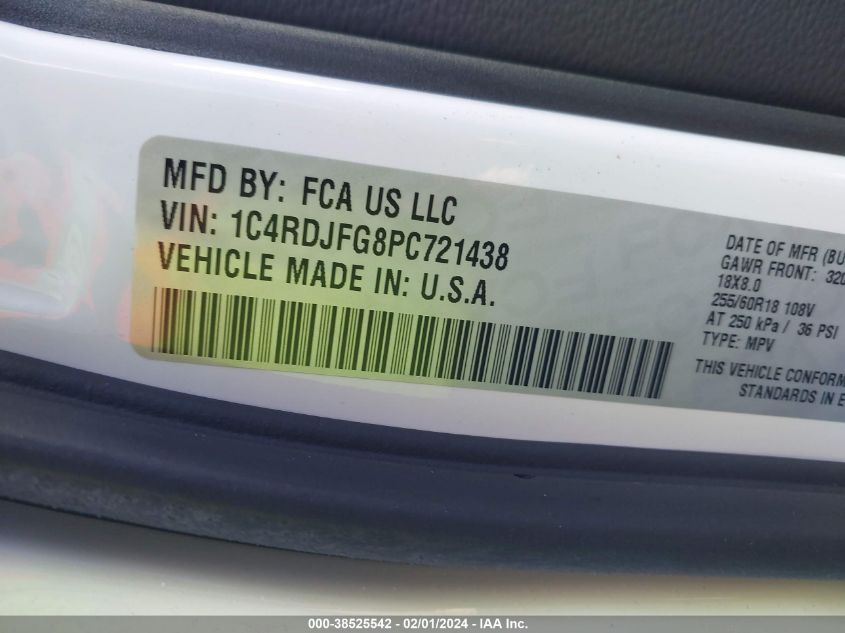 MFD BY: FCA US LLC
VIN: 1C4RDJFG8PC721438
VEHICLE MADE IN: U.S.A.
DATE OF MFR (BU
GAWR FRONT: 320
18X8.0
255/60R18 108V
AT 250 kPa / 36 PSI
TYPE: MPV
THIS VEHICLE CONFORM
STANDARDS IN E
000-38525542 - 02/01/2024 - IAA Inc.